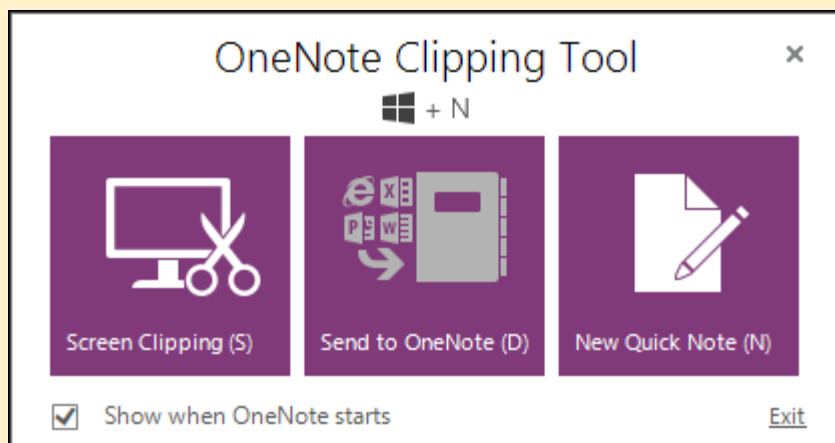 OneNote Clipping Tool
+ N
Screen Clipping (S)
Send to OneNote (D)
New Quick Note (N)
Show when OneNote starts
Exit